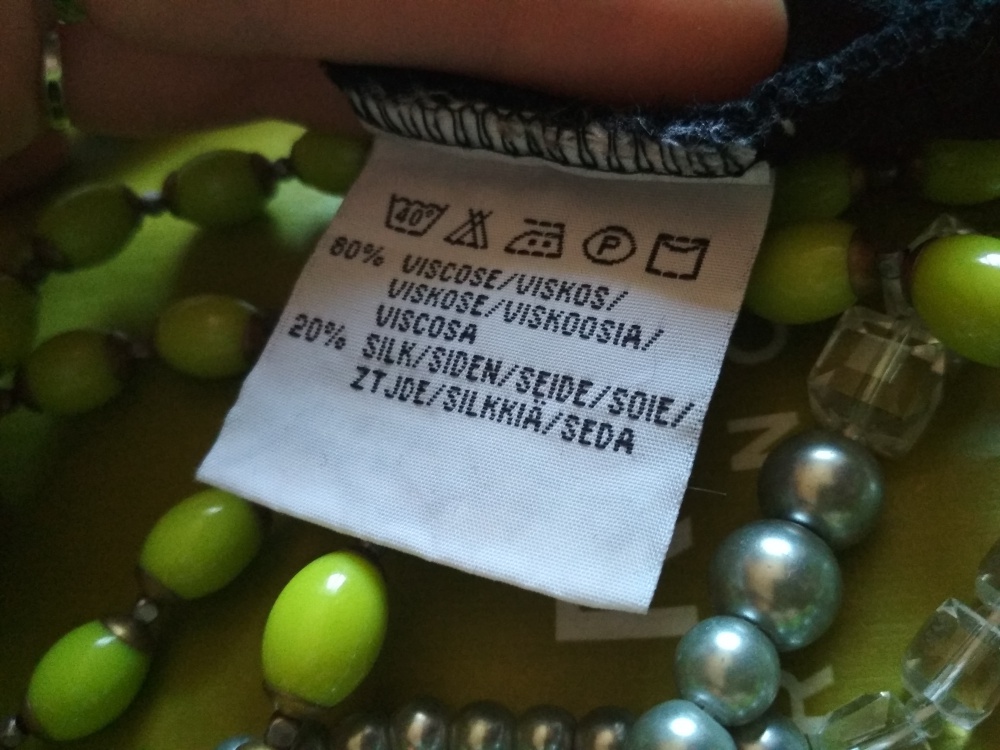 40° P
80% VISCOSE/VISKOS/
VISKOSE/VISKOOSIA/
VISCOSA
20% SILK/SIDEN/SEIDE/SOIE/
ZTJDE/SILKKIÄ/SEDA